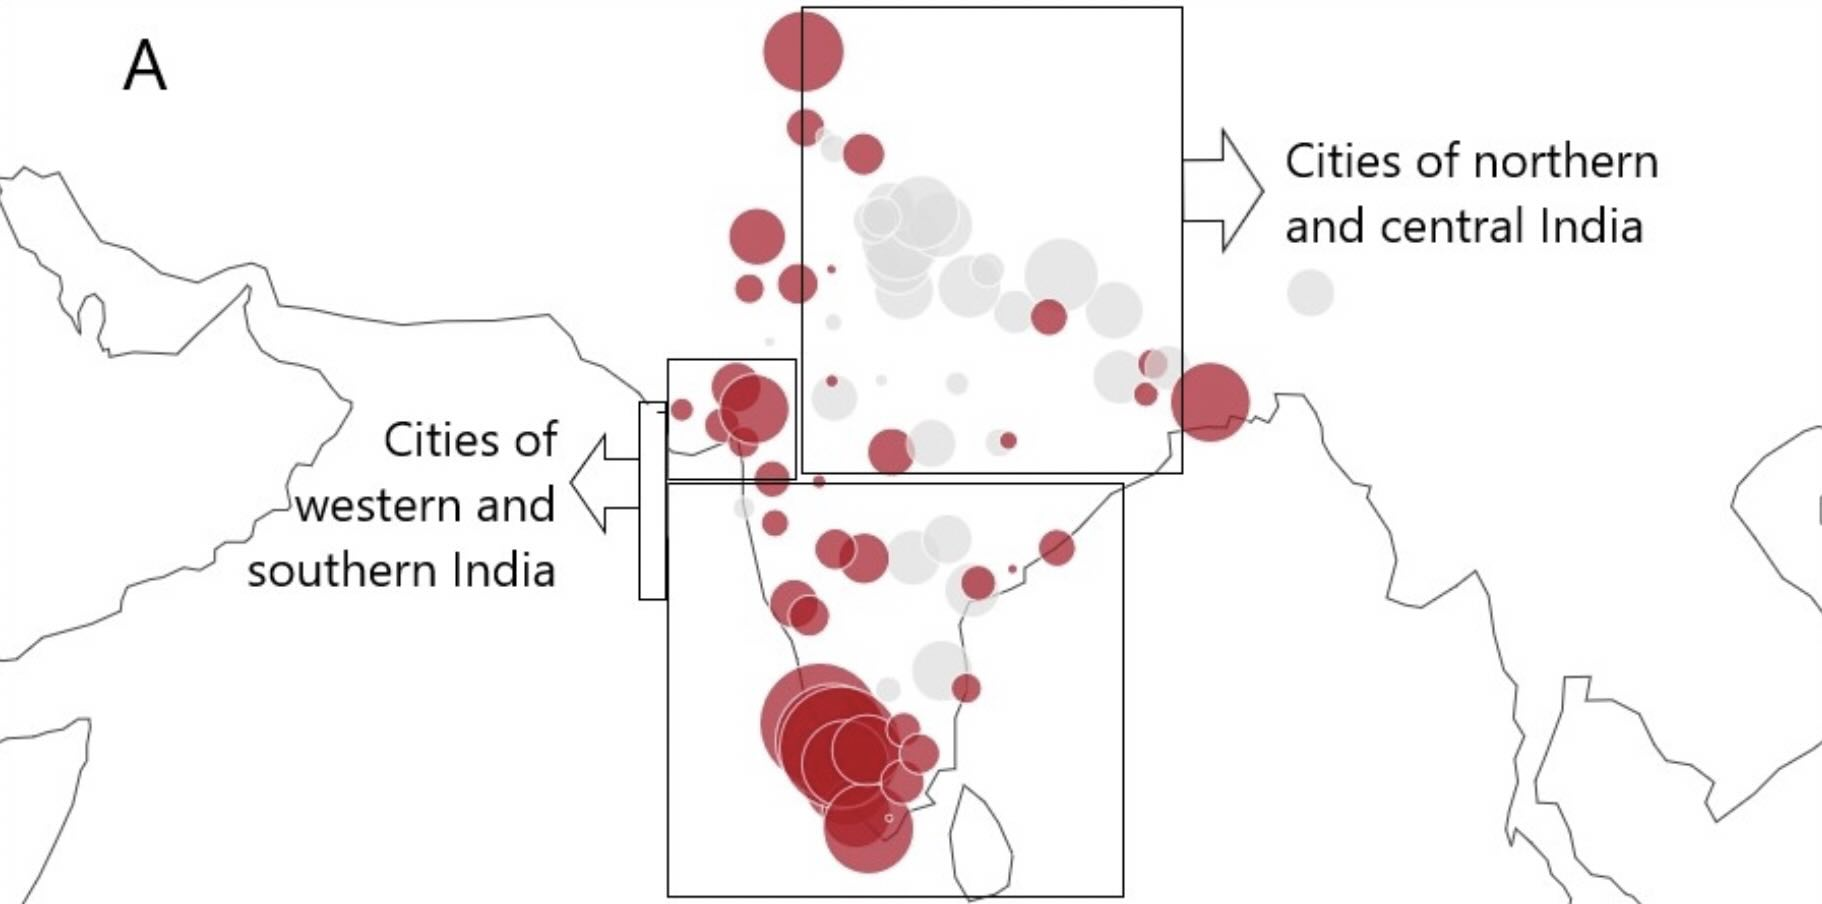 A
Cities of northern
and central India
Cities of
western and
southern India